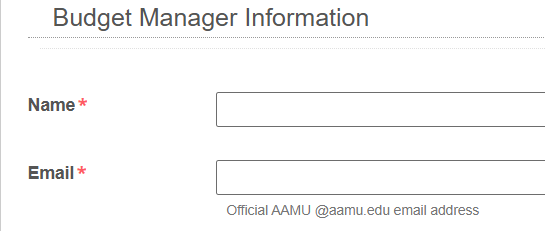 Budget Manager Information
Name *
Email *
Official AAMU @aamu.edu email address